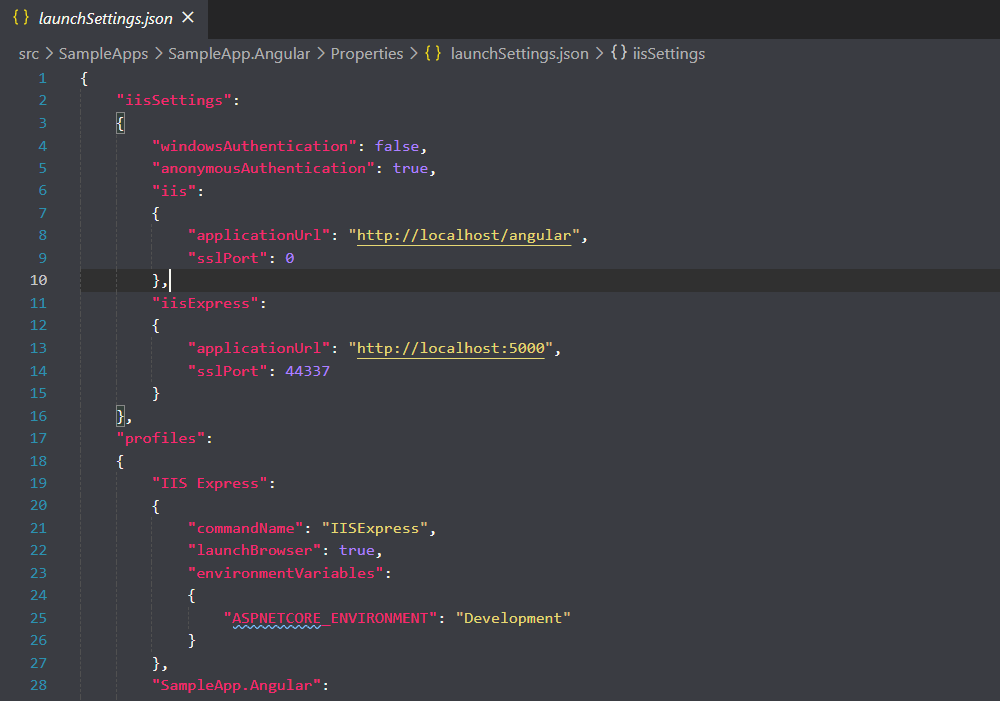 { } launchSettings.json ×
src > SampleApps > SampleApp.Angular > Properties > { } launchSettings.json > { } iisSettings
1 {
2 "iisSettings":
3 {
4 "windowsAuthentication": false,
5 "anonymousAuthentication": true,
6 "iis":
7 {
8 "applicationUrl": "http://localhost/angular",
9 "sslPort": 0
10 },
11 "iisExpress":
12 {
13 "applicationUrl": "http://localhost:5000",
14 "sslPort": 44337
15 }
16 },
17 "profiles":
18 {
19 "IIS Express":
20 {
21 "commandName": "IISExpress",
22 "launchBrowser": true,
23 "environmentVariables":
24 {
25 "ASPNETCORE_ENVIRONMENT": "Development"
26 }
27 },
28 "SampleApp.Angular":